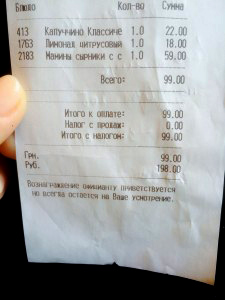 Блюдо Кол-во Сумма
413 Капуччино Классиче 1.0 22.00
1763 Лимонад цитрусовый 1.0 18.00
2183 Мамины сырники с с 1.0 59.00
Всего: 99.00
Итого к оплате: 99.00
Налог с продаж: 0.00
Итого с налогом: 99.00
Грн. 99.00
Руб. 198.00
Вознаграждение официанту приветствуется
но всегда остается на Ваше усмотрение.